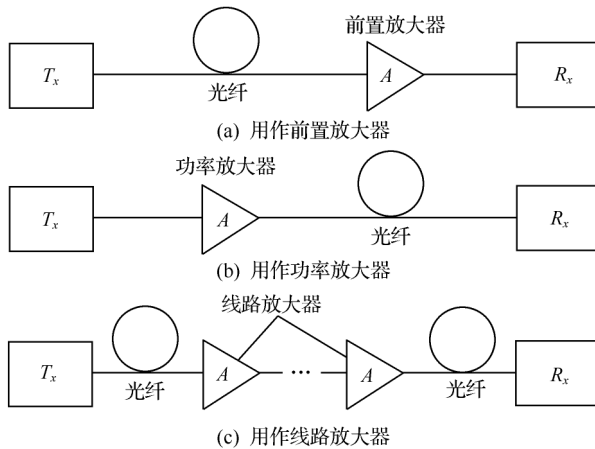 前置放大器
Tx 光纤 A Rx
(a) 用作前置放大器
功率放大器
Tx A 光纤 Rx
(b) 用作功率放大器
线路放大器
Tx 光纤 A ··· A 光纤 Rx
(c) 用作线路放大器